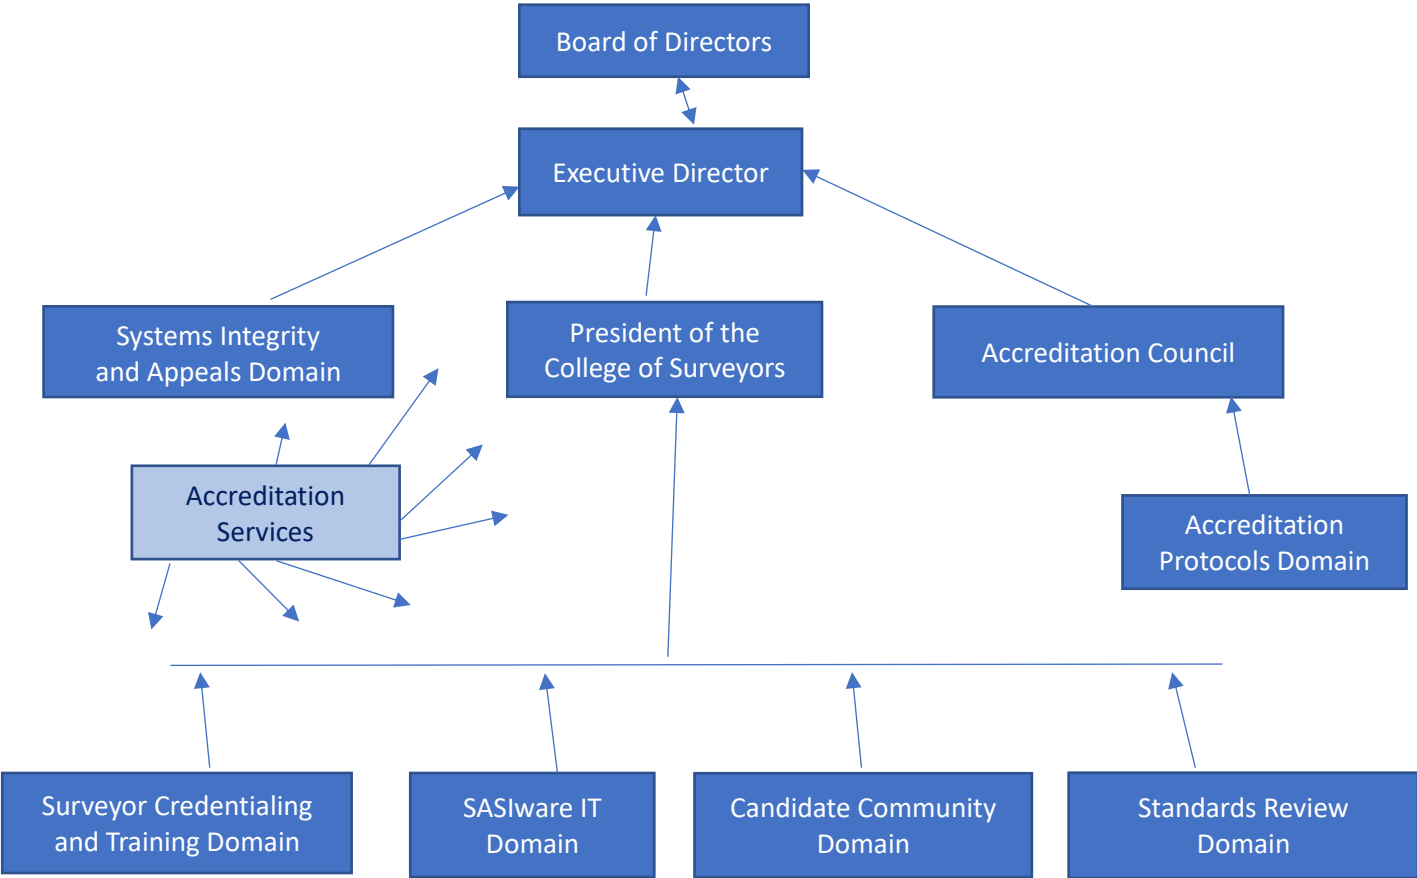 Board of Directors
Executive Director
Systems Integrity
and Appeals Domain
President of the
College of Surveyors
Accreditation Council
Accreditation
Services
Accreditation
Protocols Domain
Surveyor Credentialing
and Training Domain
SASIware IT
Domain
Candidate Community
Domain
Standards Review
Domain